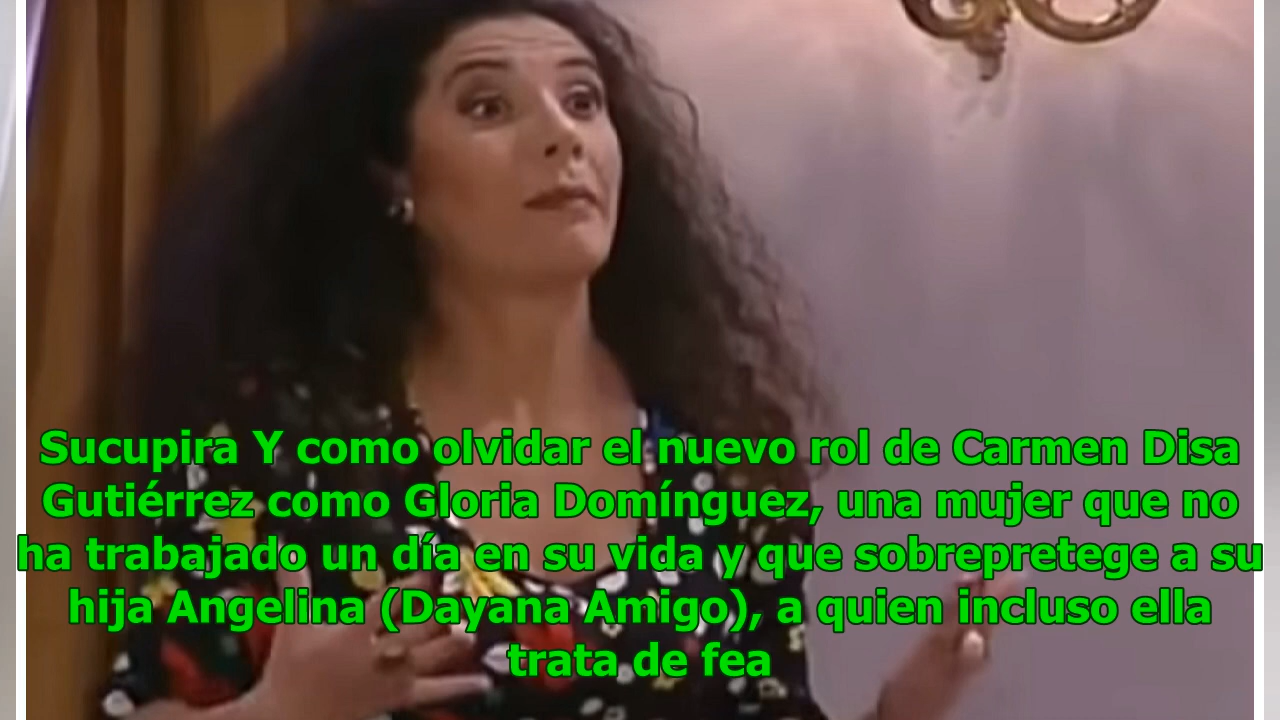 Sucupira Y como olvidar el nuevo rol de Carmen Disa
Gutiérrez como Gloria Domínguez, una mujer que no
ha trabajado un día en su vida y que sobrepretege a su
hija Angelina (Dayana Amigo), a quien incluso ella
trata de fea